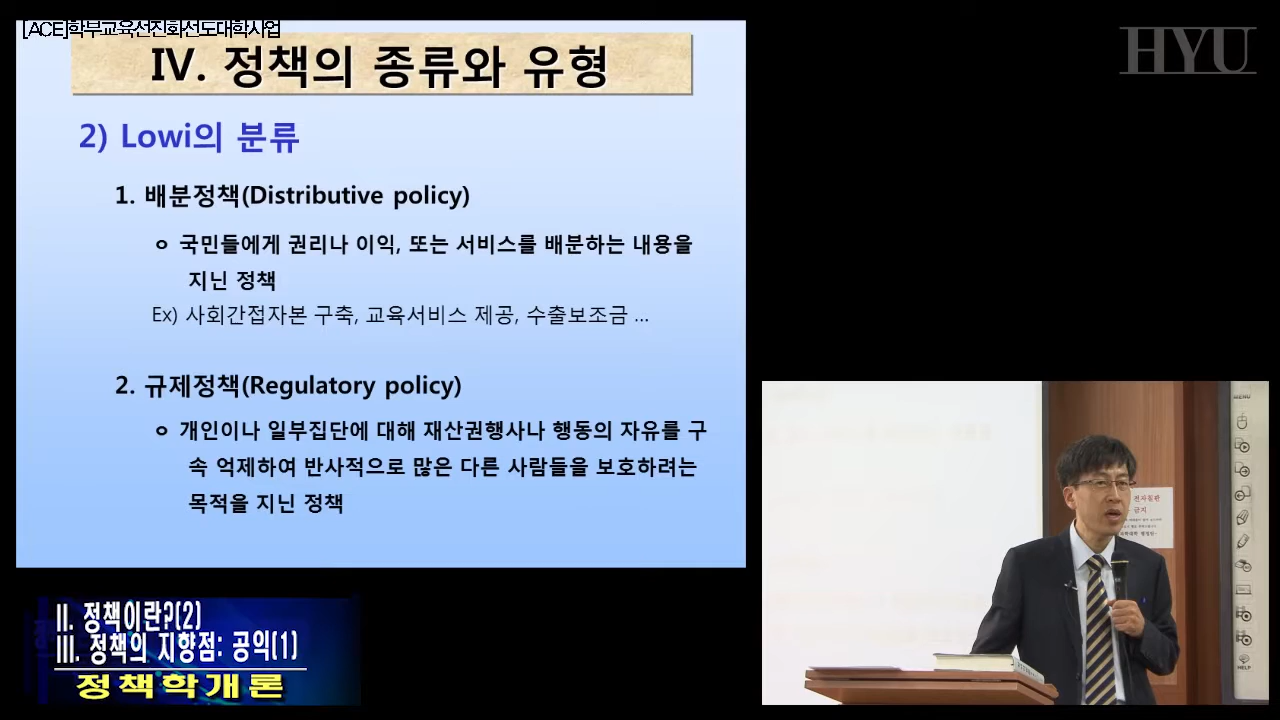 [ACE]학부교육선진화선도대학사업
HYU
IV. 정책의 종류와 유형
2) Lowi의 분류
1. 배분정책(Distributive policy)
ㅇ 국민들에게 권리나 이익, 또는 서비스를 배분하는 내용을
지닌 정책
Ex) 사회간접자본 구축, 교육서비스 제공, 수출보조금 ...
2. 규제정책(Regulatory policy)
ㅇ 개인이나 일부집단에 대해 재산권행사나 행동의 자유를 구
속 억제하여 반사적으로 많은 다른 사람들을 보호하려는
목적을 지닌 정책
MENU
전자칠판
금지
HELP
II. 정책이란?(2)
III. 정책의 지향점: 공익(1)
정책학개론